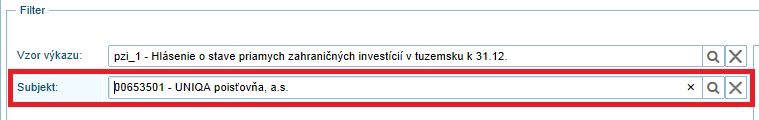 Filter
Vzor výkazu: pzi_1 - Hlásenie o stave priamych zahraničných investícií v tuzemsku k 31.12.
Subjekt: 00653501 - UNIQA poisťovňa, a.s.